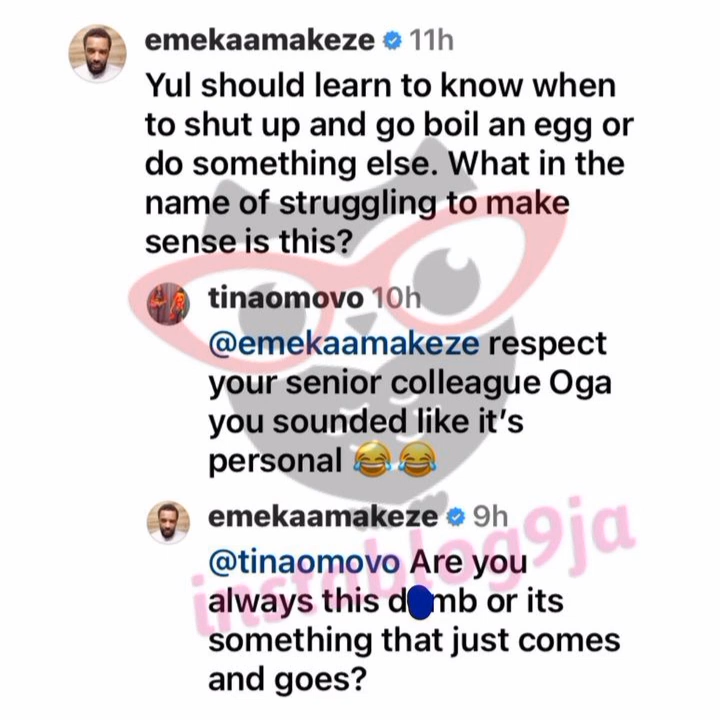 emekaamakeze 11h
Yul should learn to know when
to shut up and go boil an egg or
do something else. What in the
name of struggling to make
sense is this?
tinaomovo 10h
@emekaamakeze respect
your senior colleague Oga
you sounded like it's
personal 😂😂
emekaamakeze 9h
@tinaomovo Are you
always this d mb or its
something that just comes
and goes?
instablog9ja